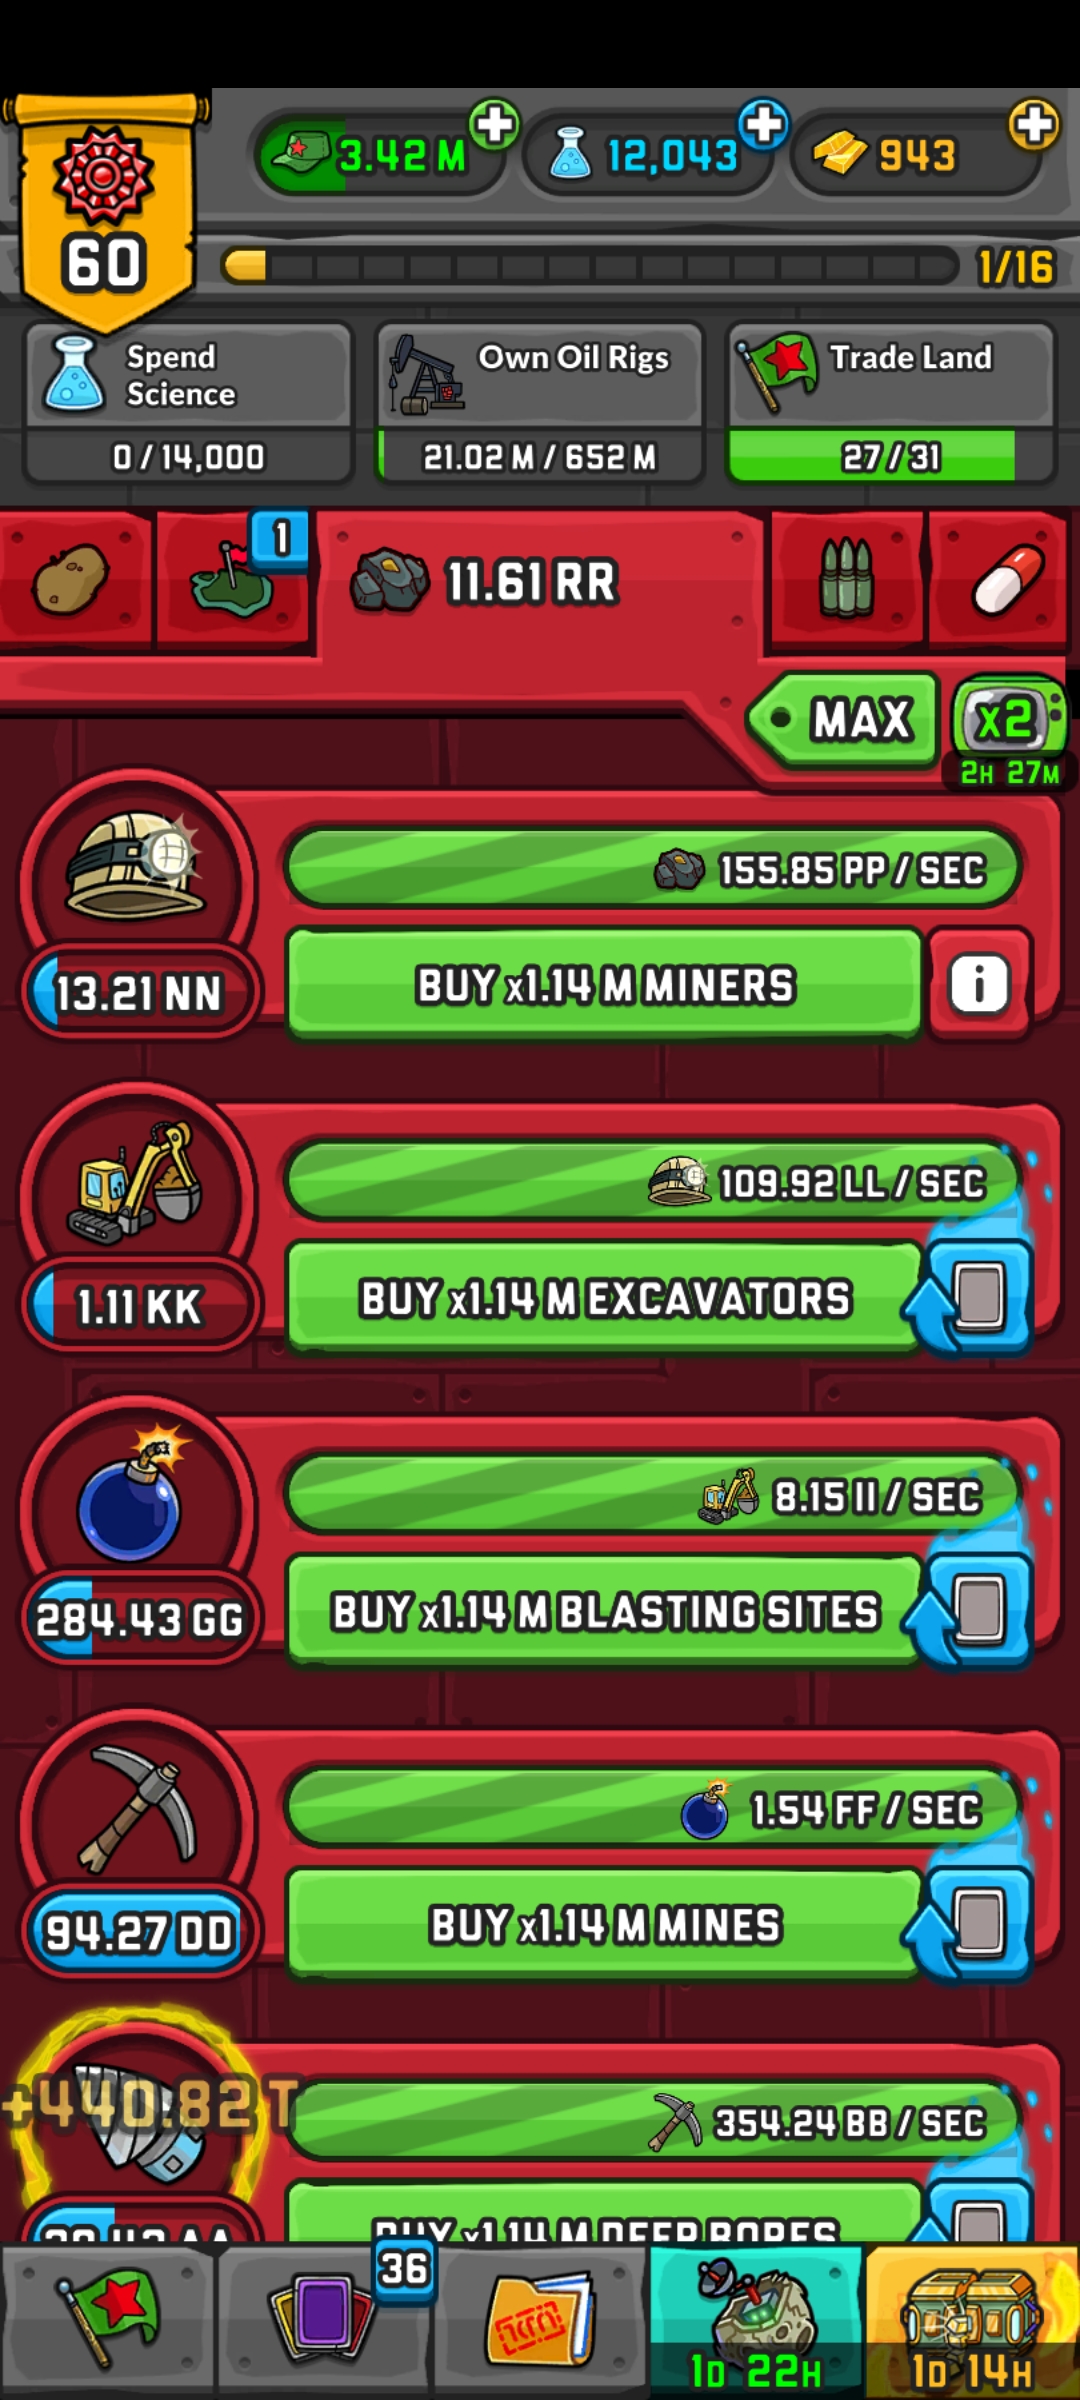 3.42 M
12,043
943
60
1/16
Spend
Science
Own Oil Rigs
Trade Land
0 / 14,000
21.02 M / 652 M
27 / 31
1
11.61 RR
MAX
x2
2H 27M
155.85 PP / SEC
13.21 NN
BUY x1.14 M MINERS
i
109.92 LL / SEC
1.11 KK
BUY x1.14 M EXCAVATORS
8.15 II / SEC
284.43 GG
BUY x1.14 M BLASTING SITES
1.54 FF / SEC
94.27 DD
BUY x1.14 M MINES
+440.82 T
354.24 BB / SEC
BUY x1.14 M DEEP BORES
36
1D 22H
1D 14H